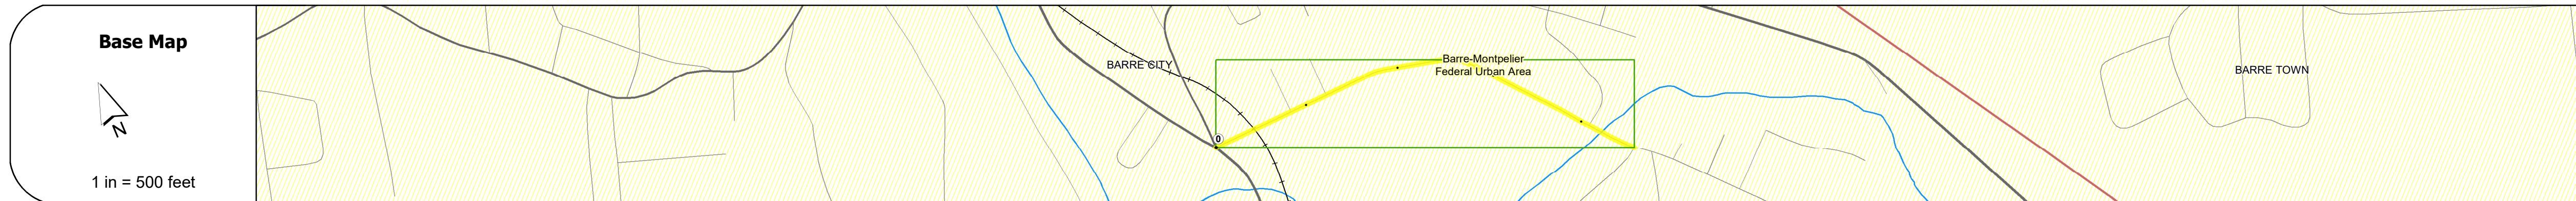 Base Map
N
1 in = 500 feet
BARRE CITY
0
Barre-Montpelier
Federal Urban Area
BARRE TOWN